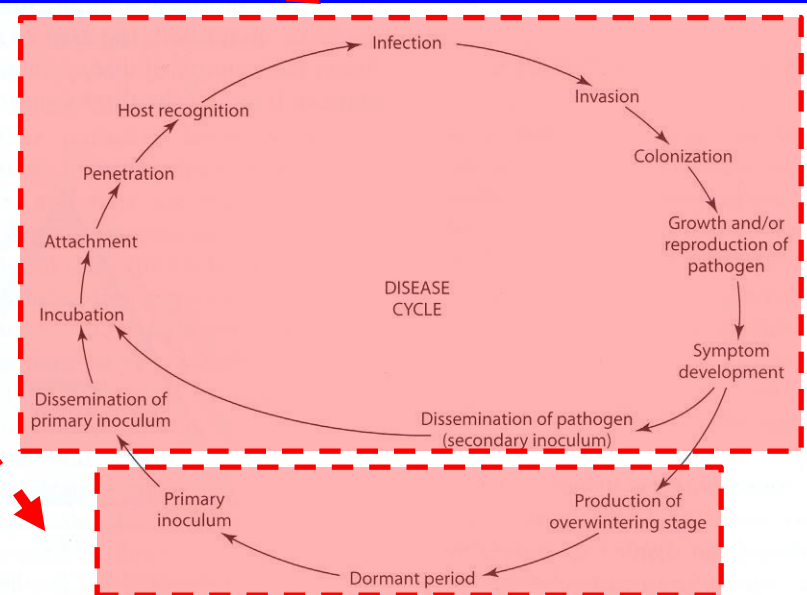 Infection
Invasion
Colonization
Growth and/or
reproduction of
pathogen
Symptom
development
Dissemination of pathogen
(secondary inoculum)
Host recognition
Penetration
Attachment
Incubation
Dissemination of
primary inoculum
DISEASE
CYCLE
Primary
inoculum
Production of
overwintering stage
Dormant period